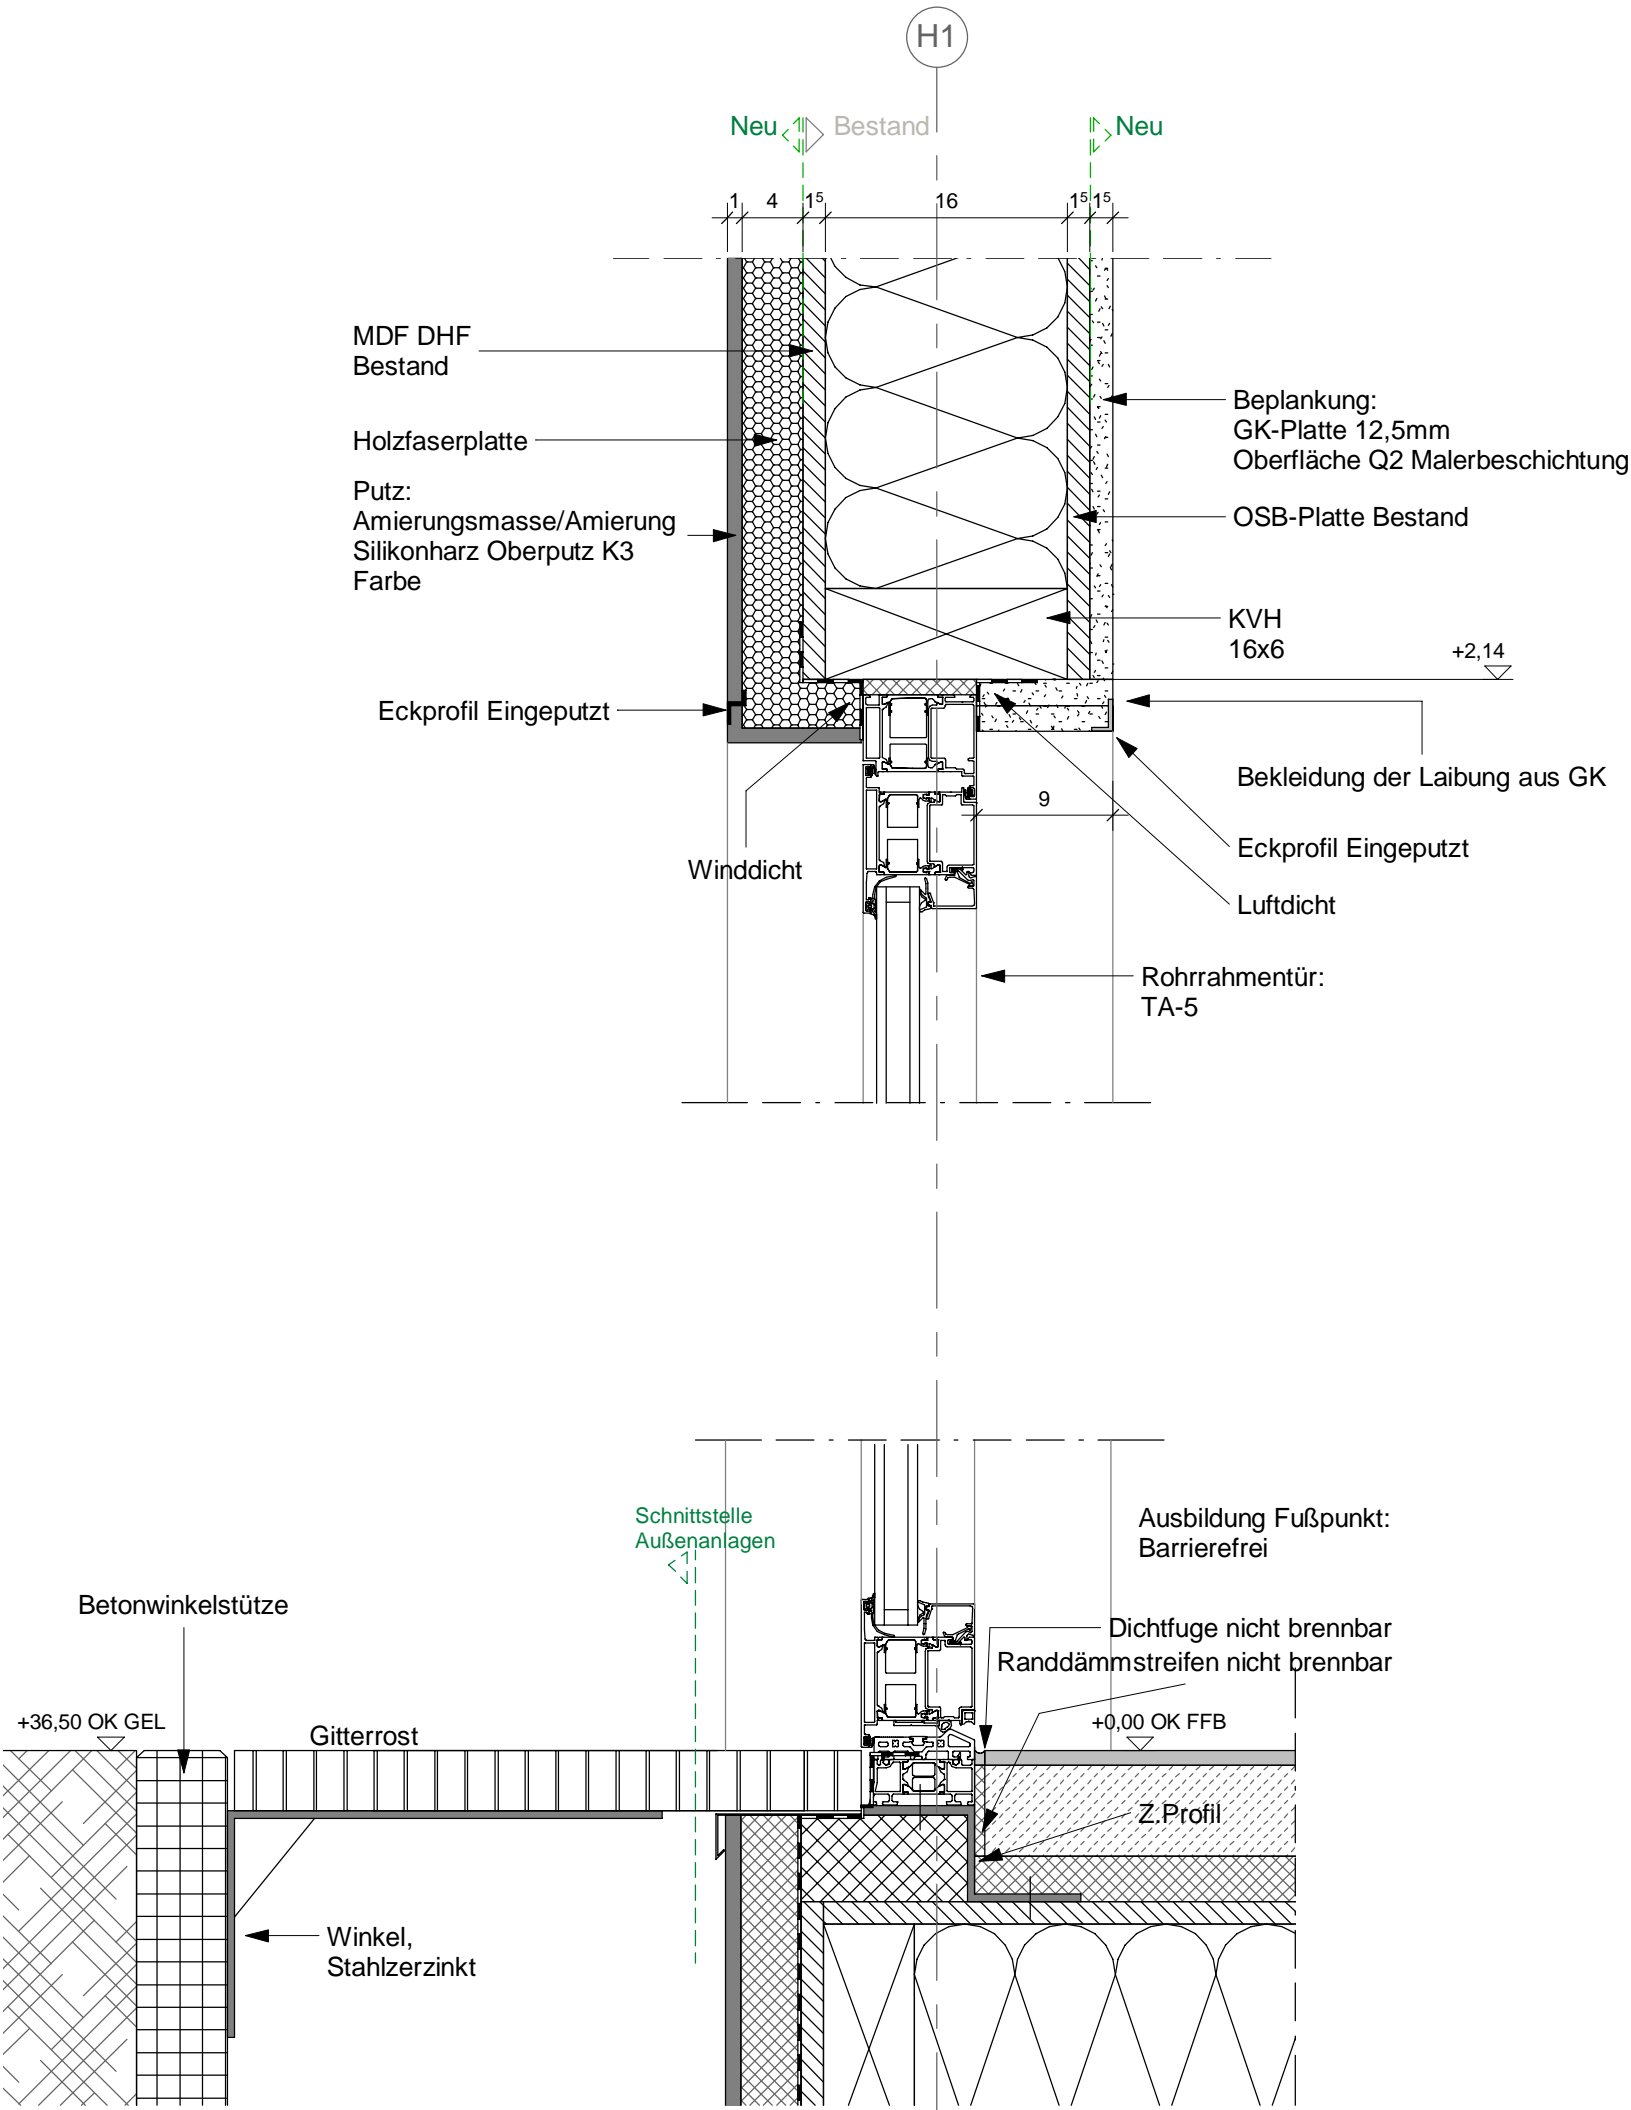 H1
Neu
Bestand
Neu
1
4
1⁵
16
1⁵
1⁵
MDF DHF
Bestand
Holzfaserplatte
Putz:
Amierungsmasse/Amierung
Silikonharz Oberputz K3
Farbe
Beplankung:
GK-Platte 12,5mm
Oberfläche Q2 Malerbeschichtung
OSB-Platte Bestand
KVH
16x6
+2,14
Eckprofil Eingeputzt
Bekleidung der Laibung aus GK
9
Eckprofil Eingeputzt
Winddicht
Luftdicht
Rohrrahmentür:
TA-5
Schnittstelle
Außenanlagen
Ausbildung Fußpunkt:
Barrierefrei
Betonwinkelstütze
Dichtfuge nicht brennbar
Randdämmstreifen nicht brennbar
+36,50 OK GEL
Gitterrost
+0,00 OK FFB
Z.Profil
Winkel,
Stahlzerzinkt